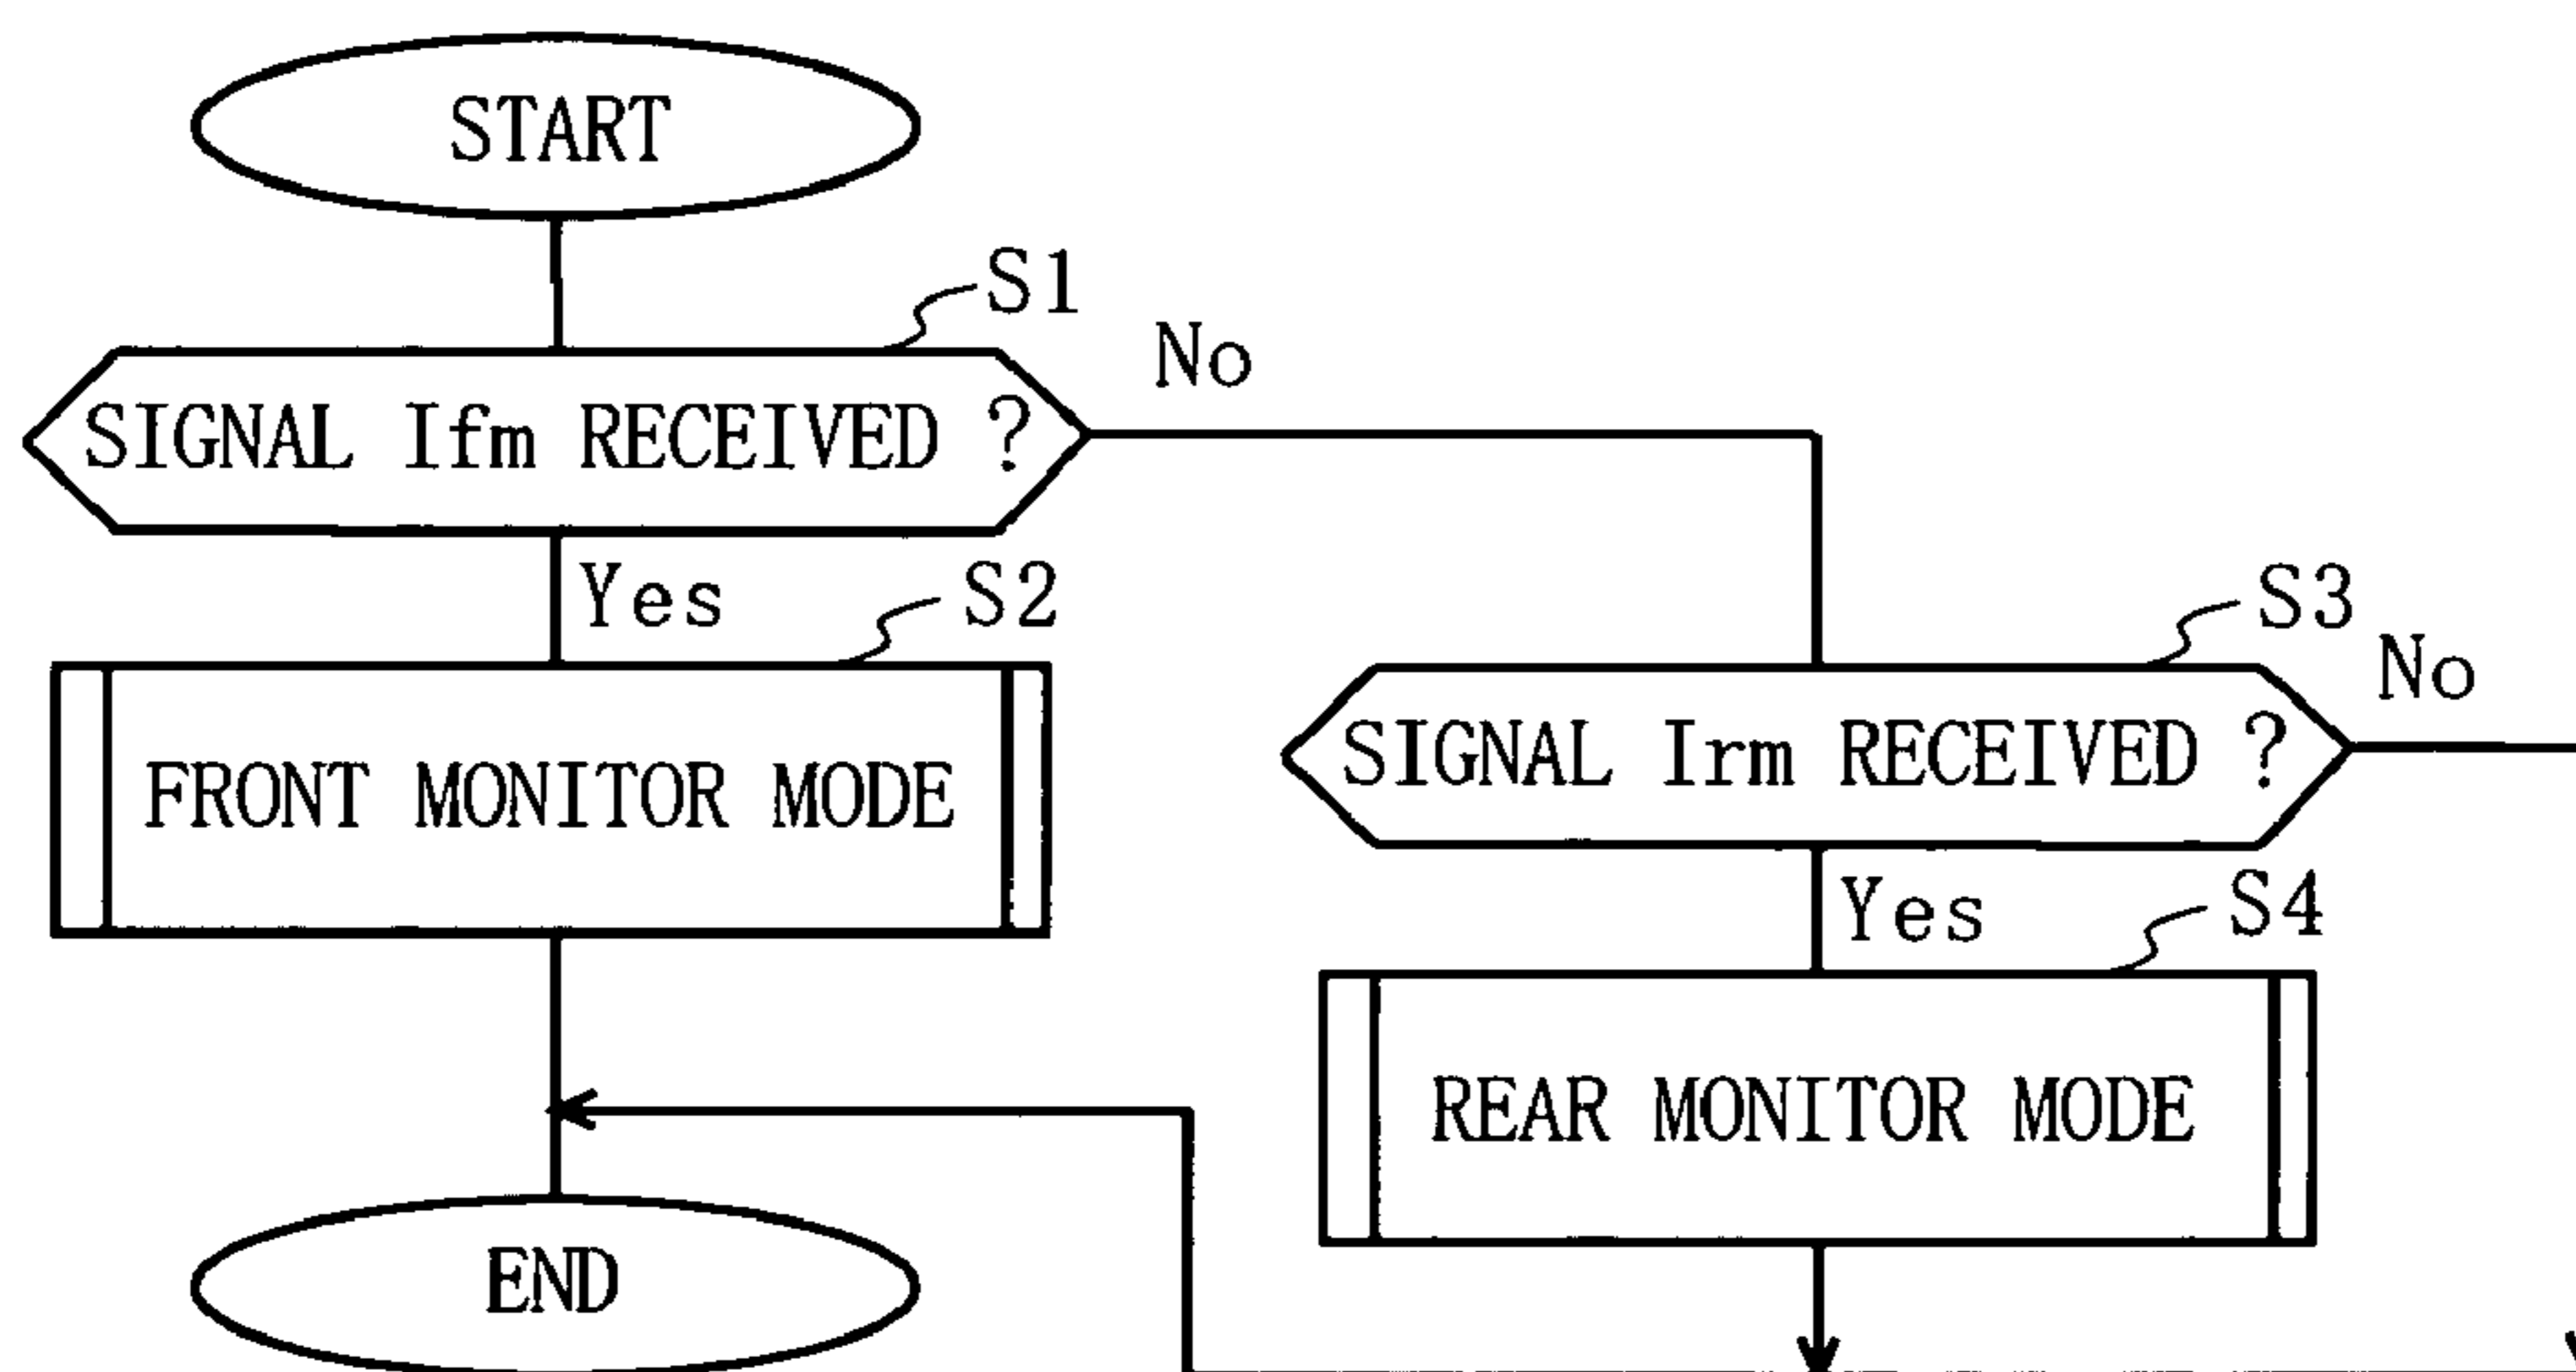 START
S1
No
SIGNAL Ifm RECEIVED ?
Yes
S2
FRONT MONITOR MODE
S3
No
SIGNAL Irm RECEIVED ?
Yes
S4
REAR MONITOR MODE
END